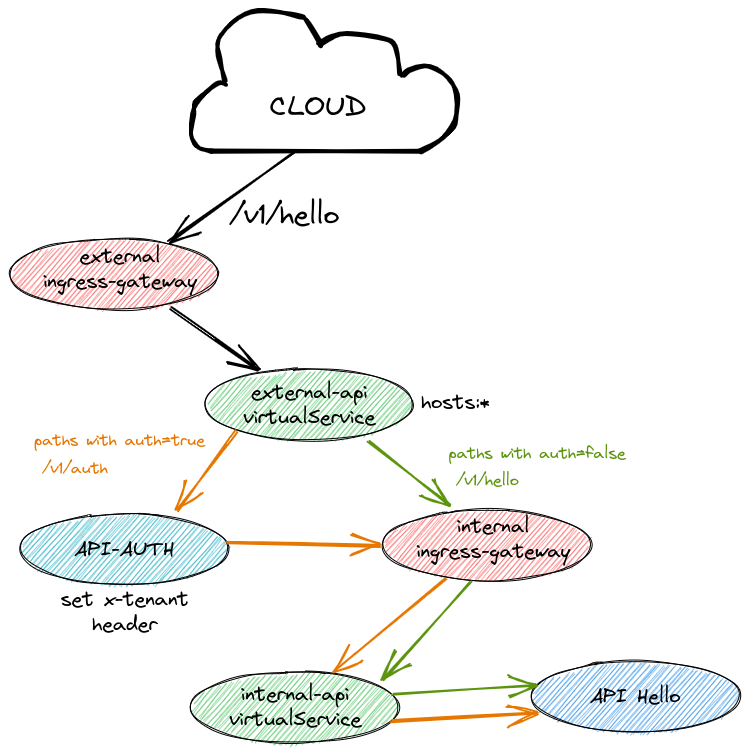 CLOUD
/v1/hello
external
ingress-gateway
external-api
virtualService
hosts:*
paths with auth=true
/v1/auth
paths with auth=false
/v1/hello
API-AUTH
internal
ingress-gateway
set x-tenant
header
internal-api
virtualService
API Hello